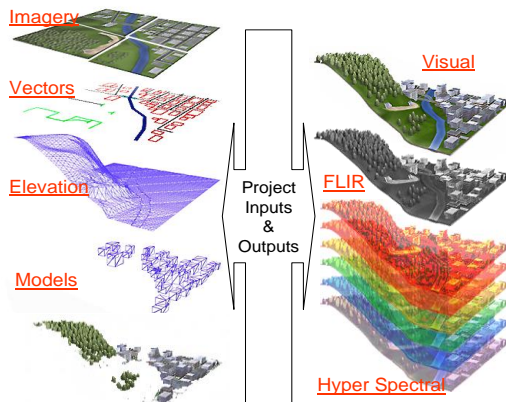 Imagery
Vectors
Elevation
Models
Project
Inputs
&
Outputs
Visual
FLIR
Hyper Spectral